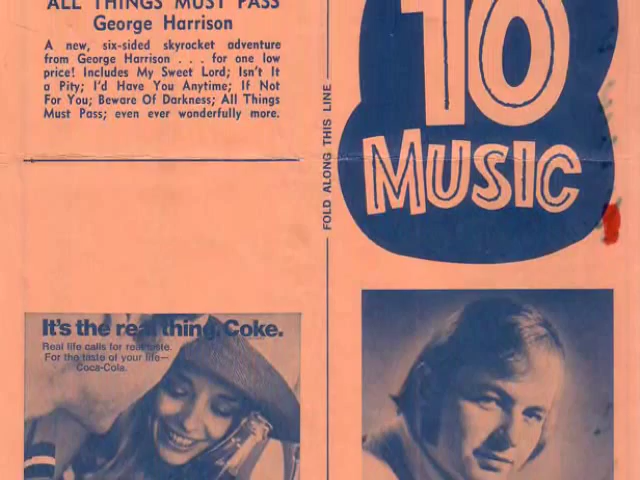 ALL THINGS MUST PASS
George Harrison
A new, six-sided skyrocket adventure
from George Harrison . . . for one low
price! Includes My Sweet Lord; Isn't It
a Pity; I'd Have You Anytime; If Not
For You; Beware Of Darkness; All Things
Must Pass; even ever wonderfully more.
FOLD ALONG THIS LINE
10
MUSIC
It's the real thing. Coke.
Real life calls for real taste.
For the taste of your life—
Coca-Cola.